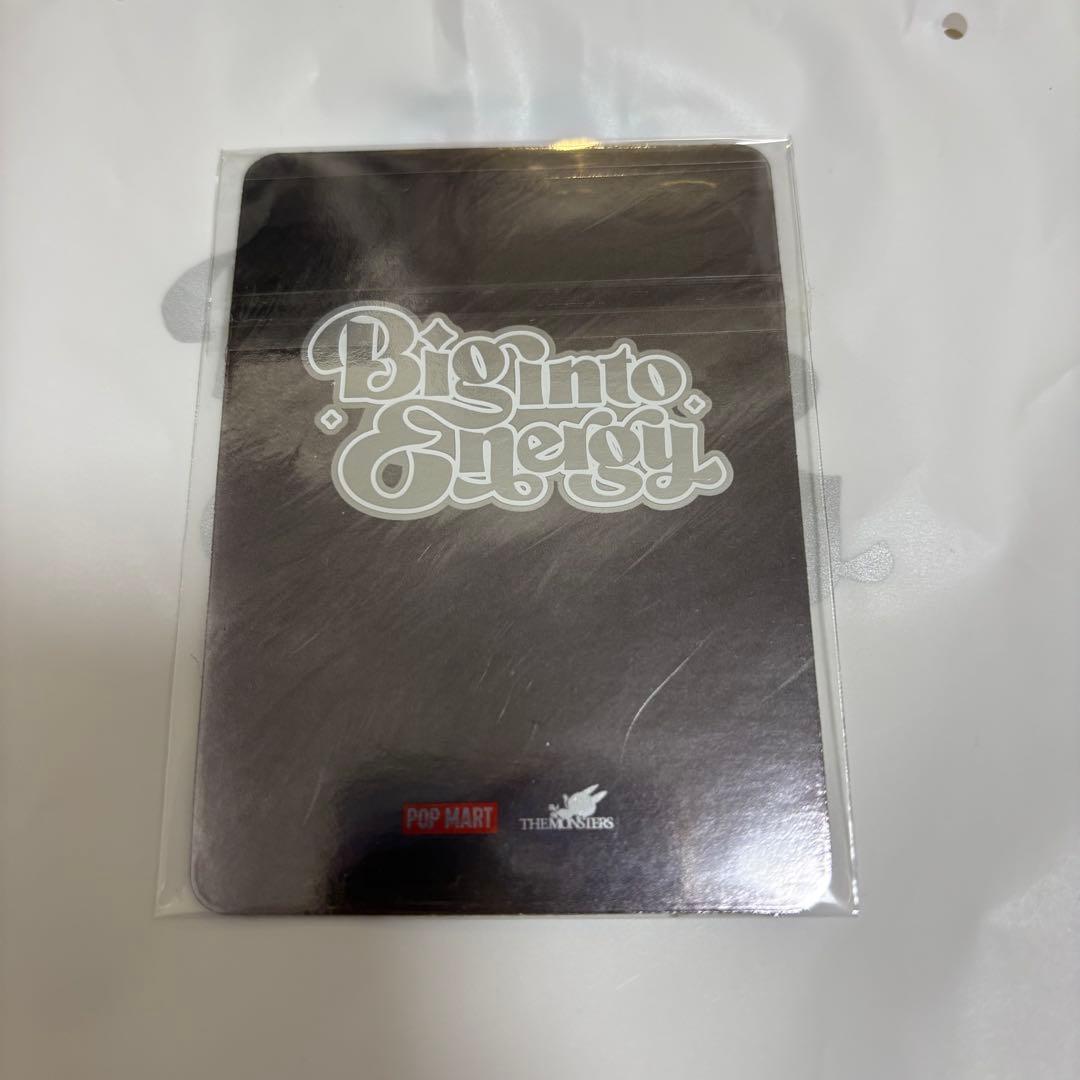 Big into
Energy
POP MART
THE MONSTERS